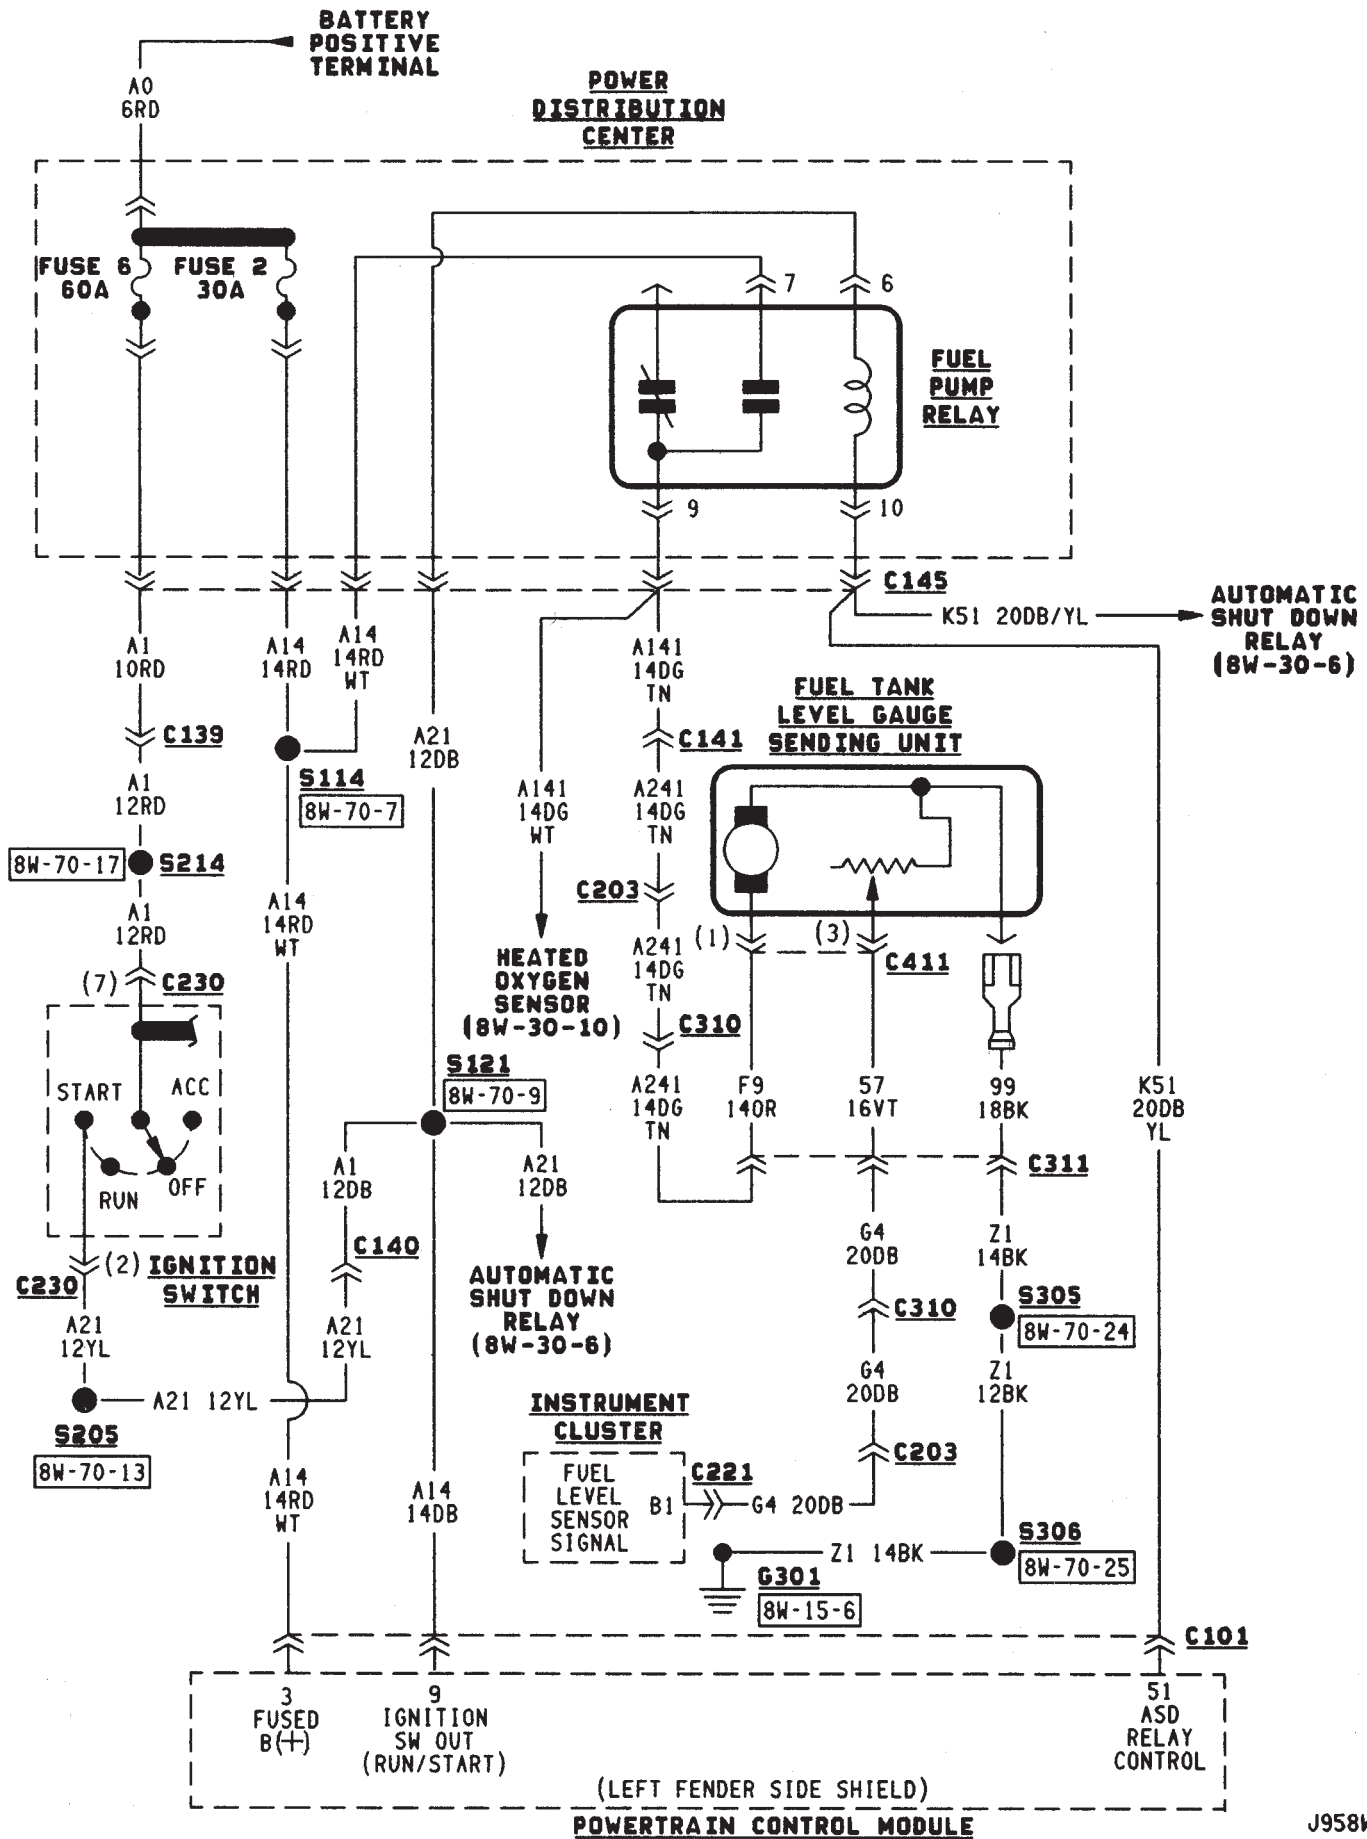 BATTERY
POSITIVE
TERMINAL
A0
6RD
POWER
DISTRIBUTION
CENTER
FUSE 6
60A
FUSE 2
30A
7
6
FUEL
PUMP
RELAY
9
10
C145
K51 20DB/YL
AUTOMATIC
SHUT DOWN
RELAY
(8W-30-6)
A1
10RD
A14
14RD
A14
14RD
WT
A141
14DG
TN
FUEL TANK
LEVEL GAUGE
SENDING UNIT
C139
A21
12DB
C141
S114
8W-70-7
A1
12RD
A141
14DG
WT
A241
14DG
TN
8W-70-17
S214
C203
A14
14RD
WT
A1
12RD
(1)
(3)
C411
A241
14DG
TN
HEATED
OXYGEN
SENSOR
(8W-30-10)
(7)
C230
C310
S121
8W-70-9
START
ACC
RUN
OFF
A241
14DG
TN
F9
14OR
57
16VT
99
18BK
K51
20DB
YL
A1
12DB
A21
12DB
C311
C140
G4
20DB
Z1
14BK
(2)
IGNITION
SWITCH
C230
AUTOMATIC
SHUT DOWN
RELAY
(8W-30-6)
C310
S305
8W-70-24
A21
12YL
A21
12YL
G4
20DB
Z1
12BK
A21 12YL
S205
8W-70-13
INSTRUMENT
CLUSTER
C203
FUEL
LEVEL
SENSOR
SIGNAL
B1
C221
G4 20DB
A14
14RD
WT
A14
14DB
S306
8W-70-25
Z1 14BK
G301
8W-15-6
C101
3
FUSED
B(+)
9
IGNITION
SW OUT
(RUN/START)
51
ASD
RELAY
CONTROL
(LEFT FENDER SIDE SHIELD)
POWERTRAIN CONTROL MODULE